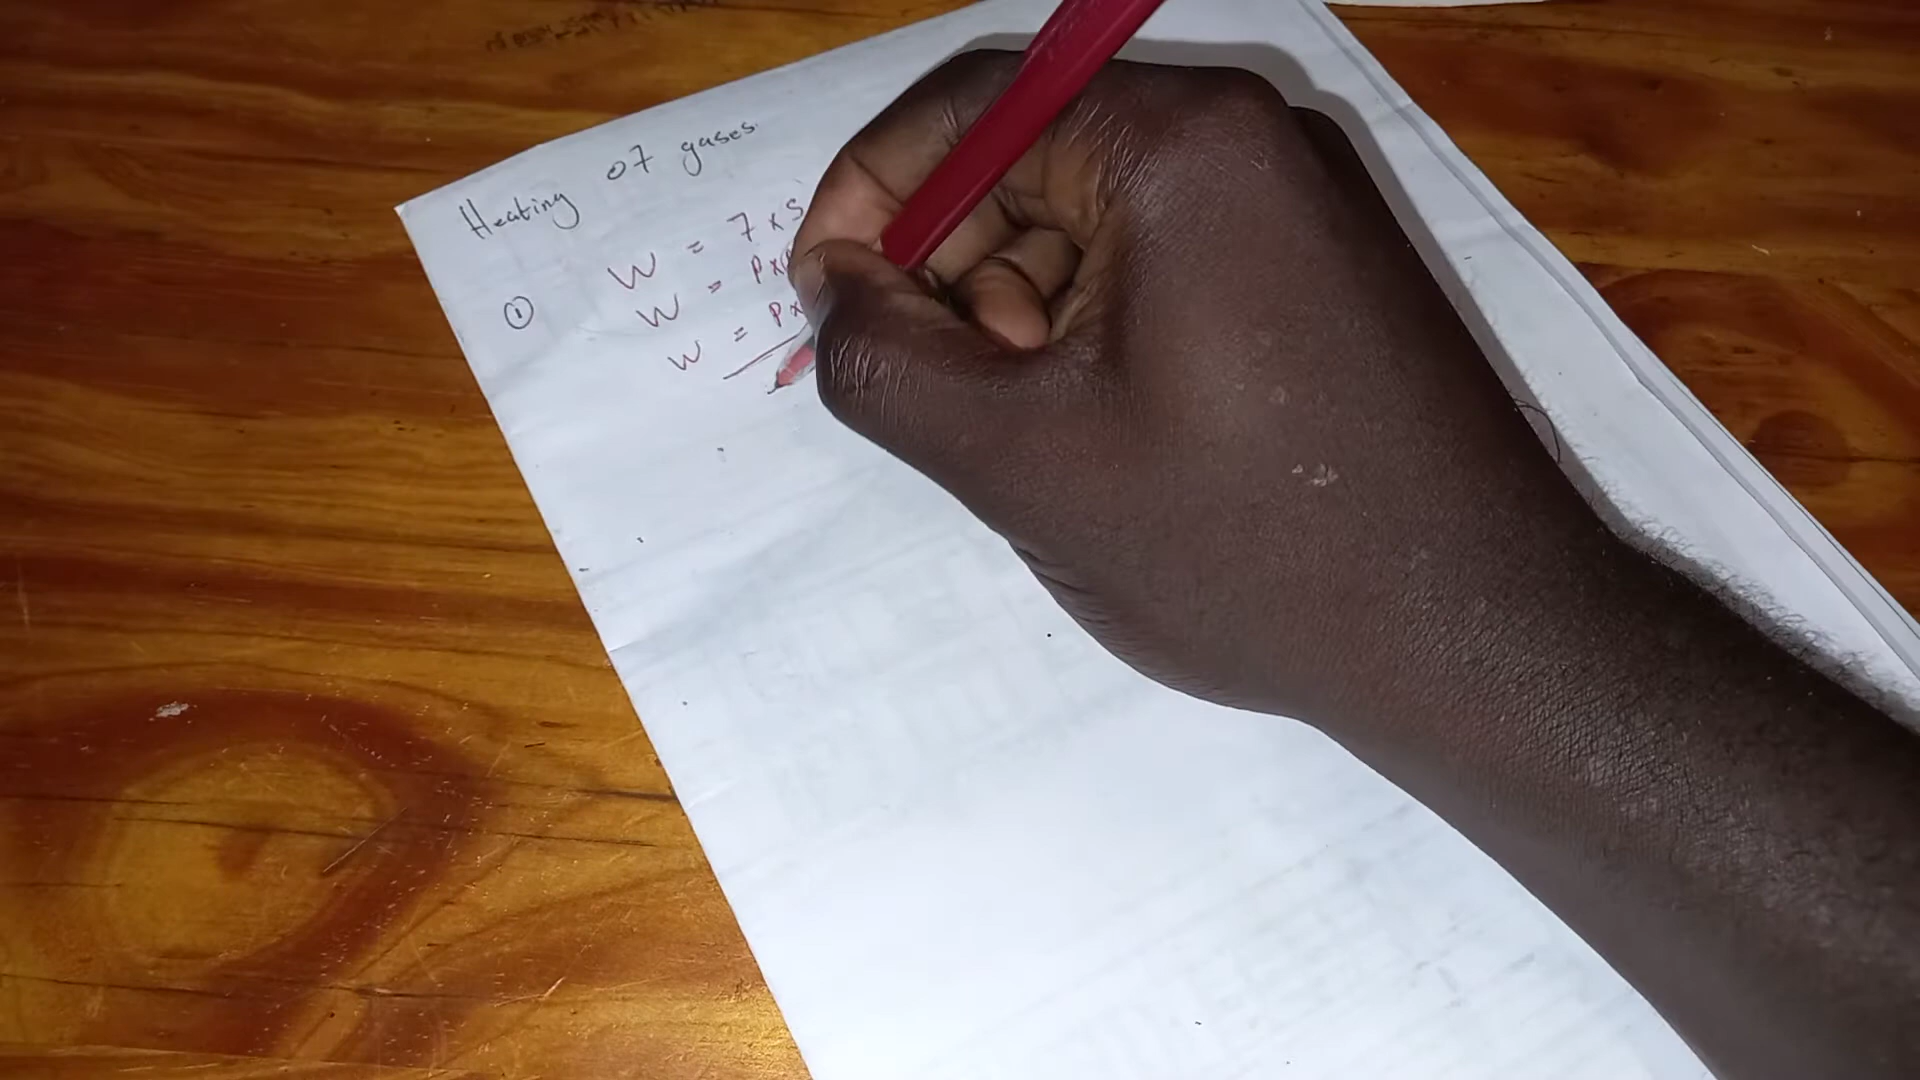 Heating of gases
W = F x S
① W = P x
W = P x